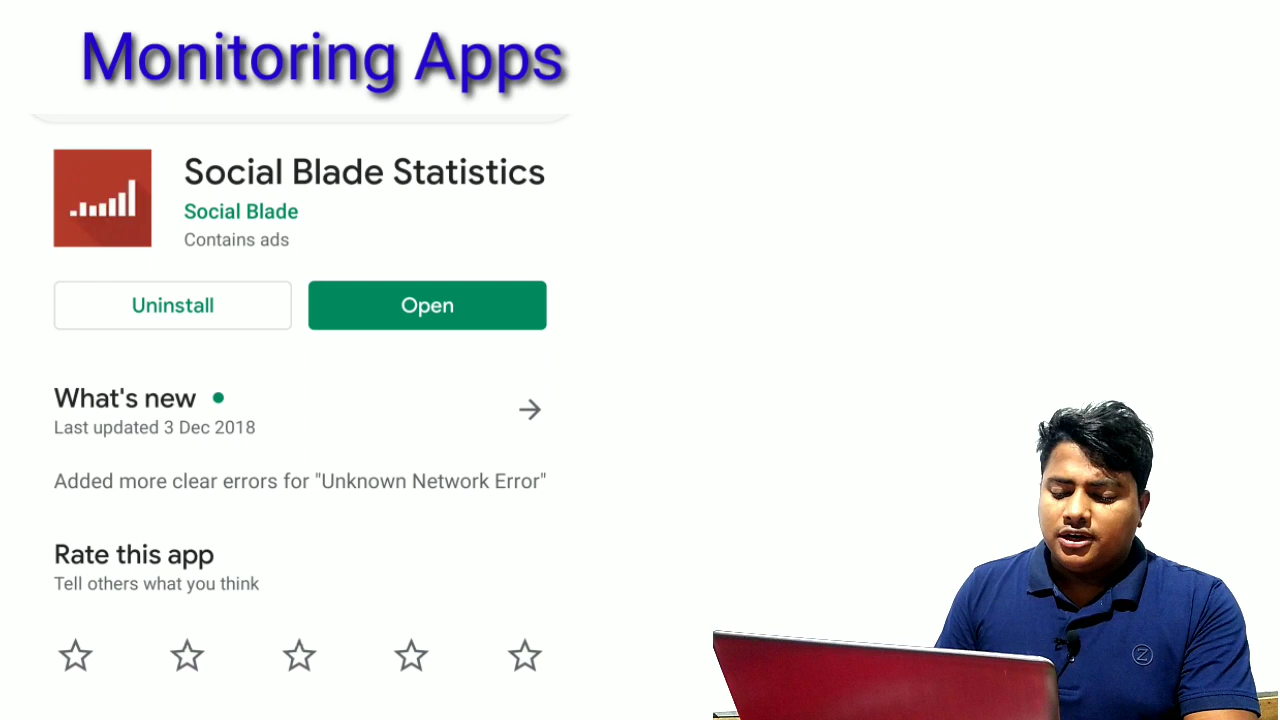 Monitoring Apps
Social Blade Statistics
Social Blade
Contains ads
Uninstall
Open
What's new
Last updated 3 Dec 2018
Added more clear errors for "Unknown Network Error"
Rate this app
Tell others what you think
Z